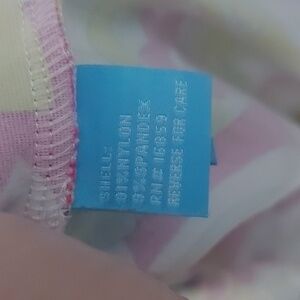 SHELL:
91%NYLON
9%SPANDEX
RN# 16859
REVERSE FOR CARE